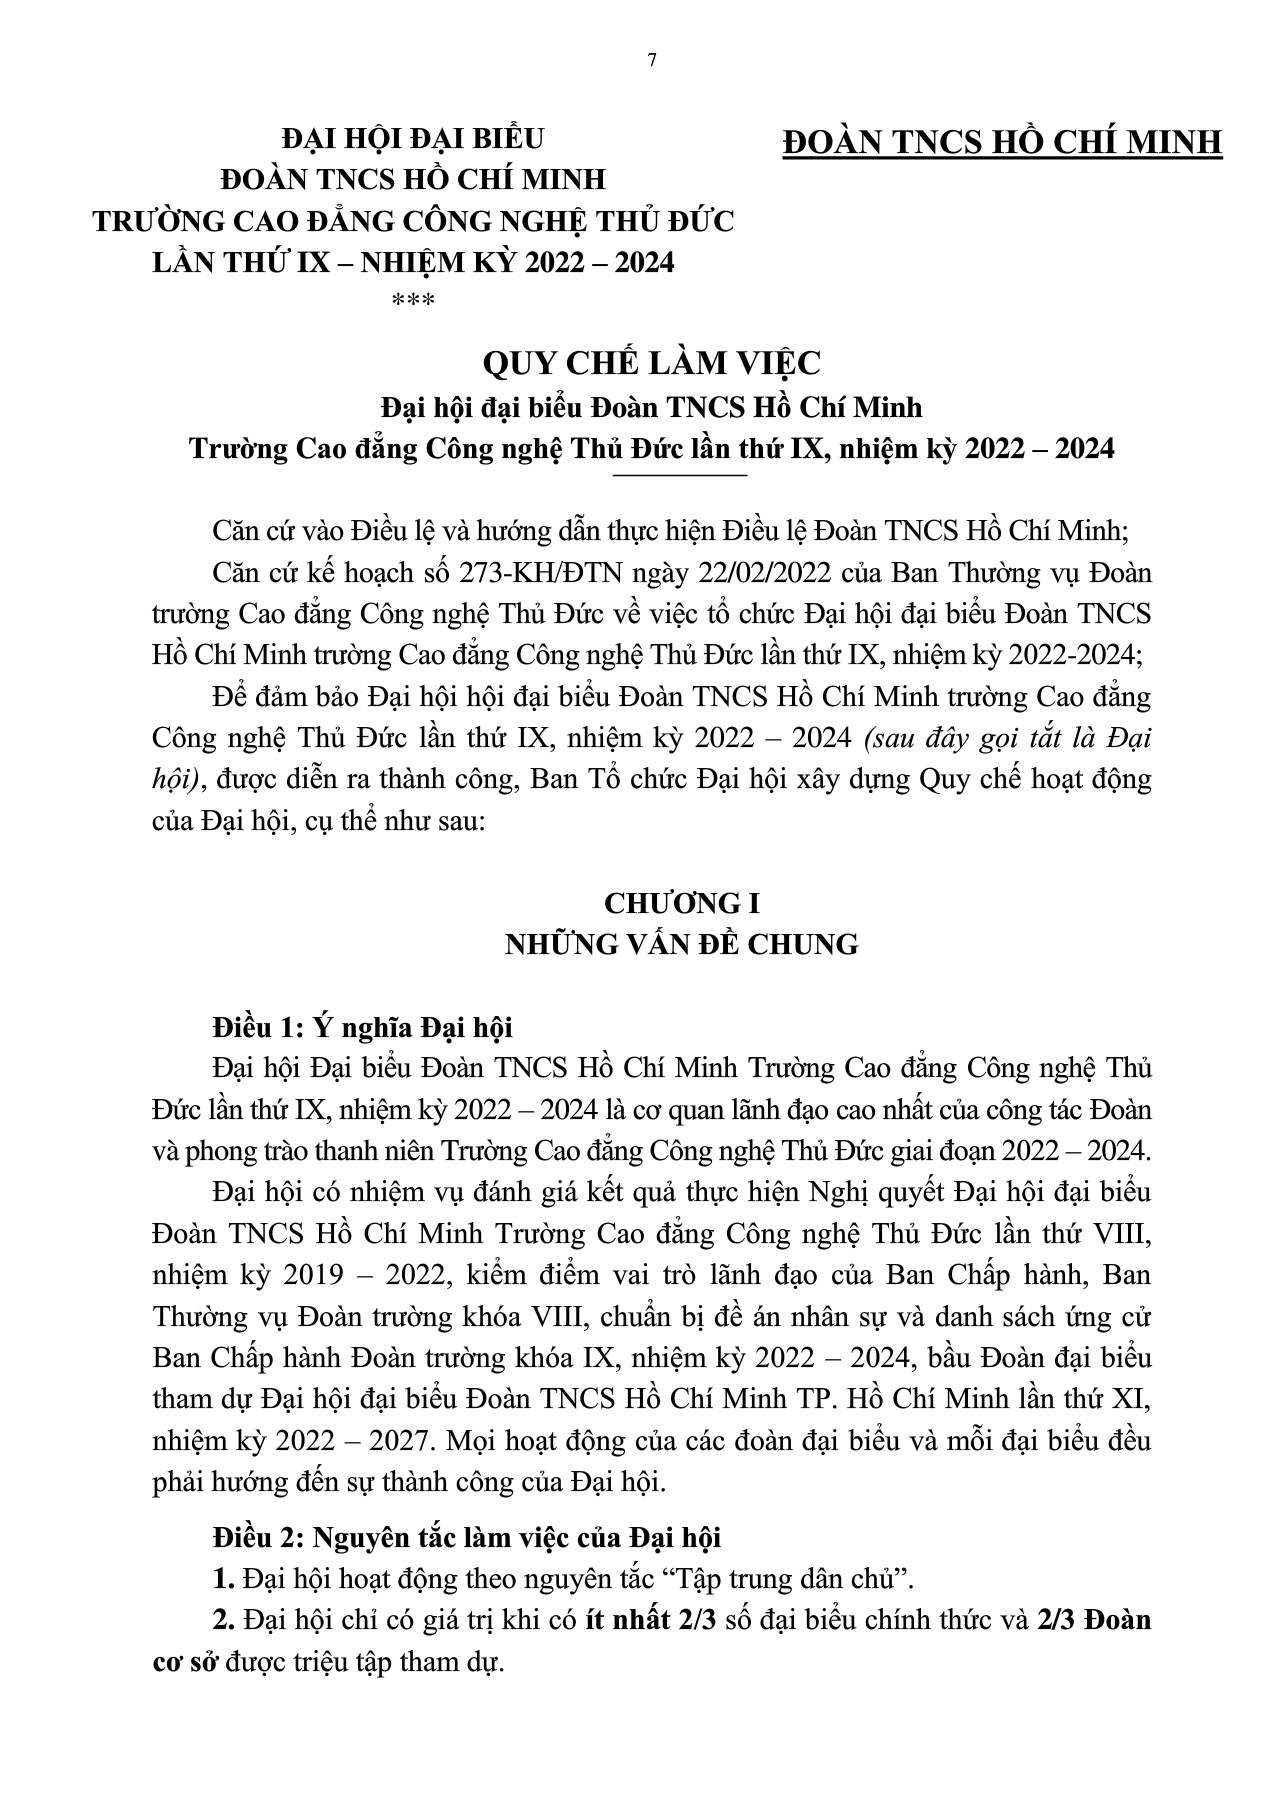 7
ĐẠI HỘI ĐẠI BIỂU
ĐOÀN TNCS HỒ CHÍ MINH
TRƯỜNG CAO ĐẲNG CÔNG NGHỆ THỦ ĐỨC
LẦN THỨ IX – NHIỆM KỲ 2022 – 2024
***
ĐOÀN TNCS HỒ CHÍ MINH
QUY CHẾ LÀM VIỆC
Đại hội đại biểu Đoàn TNCS Hồ Chí Minh
Trường Cao đẳng Công nghệ Thủ Đức lần thứ IX, nhiệm kỳ 2022 – 2024
Căn cứ vào Điều lệ và hướng dẫn thực hiện Điều lệ Đoàn TNCS Hồ Chí Minh;
Căn cứ kế hoạch số 273-KH/ĐTN ngày 22/02/2022 của Ban Thường vụ Đoàn
trường Cao đẳng Công nghệ Thủ Đức về việc tổ chức Đại hội đại biểu Đoàn TNCS
Hồ Chí Minh trường Cao đẳng Công nghệ Thủ Đức lần thứ IX, nhiệm kỳ 2022-2024;
Để đảm bảo Đại hội hội đại biểu Đoàn TNCS Hồ Chí Minh trường Cao đẳng
Công nghệ Thủ Đức lần thứ IX, nhiệm kỳ 2022 – 2024 (sau đây gọi tắt là Đại
hội), được diễn ra thành công, Ban Tổ chức Đại hội xây dựng Quy chế hoạt động
của Đại hội, cụ thể như sau:
CHƯƠNG I
NHỮNG VẤN ĐỀ CHUNG
Điều 1: Ý nghĩa Đại hội
Đại hội Đại biểu Đoàn TNCS Hồ Chí Minh Trường Cao đẳng Công nghệ Thủ
Đức lần thứ IX, nhiệm kỳ 2022 – 2024 là cơ quan lãnh đạo cao nhất của công tác Đoàn
và phong trào thanh niên Trường Cao đẳng Công nghệ Thủ Đức giai đoạn 2022 – 2024.
Đại hội có nhiệm vụ đánh giá kết quả thực hiện Nghị quyết Đại hội đại biểu
Đoàn TNCS Hồ Chí Minh Trường Cao đẳng Công nghệ Thủ Đức lần thứ VIII,
nhiệm kỳ 2019 – 2022, kiểm điểm vai trò lãnh đạo của Ban Chấp hành, Ban
Thường vụ Đoàn trường khóa VIII, chuẩn bị đề án nhân sự và danh sách ứng cử
Ban Chấp hành Đoàn trường khóa IX, nhiệm kỳ 2022 – 2024, bầu Đoàn đại biểu
tham dự Đại hội đại biểu Đoàn TNCS Hồ Chí Minh TP. Hồ Chí Minh lần thứ XI,
nhiệm kỳ 2022 – 2027. Mọi hoạt động của các đoàn đại biểu và mỗi đại biểu đều
phải hướng đến sự thành công của Đại hội.
Điều 2: Nguyên tắc làm việc của Đại hội
1. Đại hội hoạt động theo nguyên tắc “Tập trung dân chủ”.
2. Đại hội chỉ có giá trị khi có ít nhất 2/3 số đại biểu chính thức và 2/3 Đoàn
cơ sở được triệu tập tham dự.